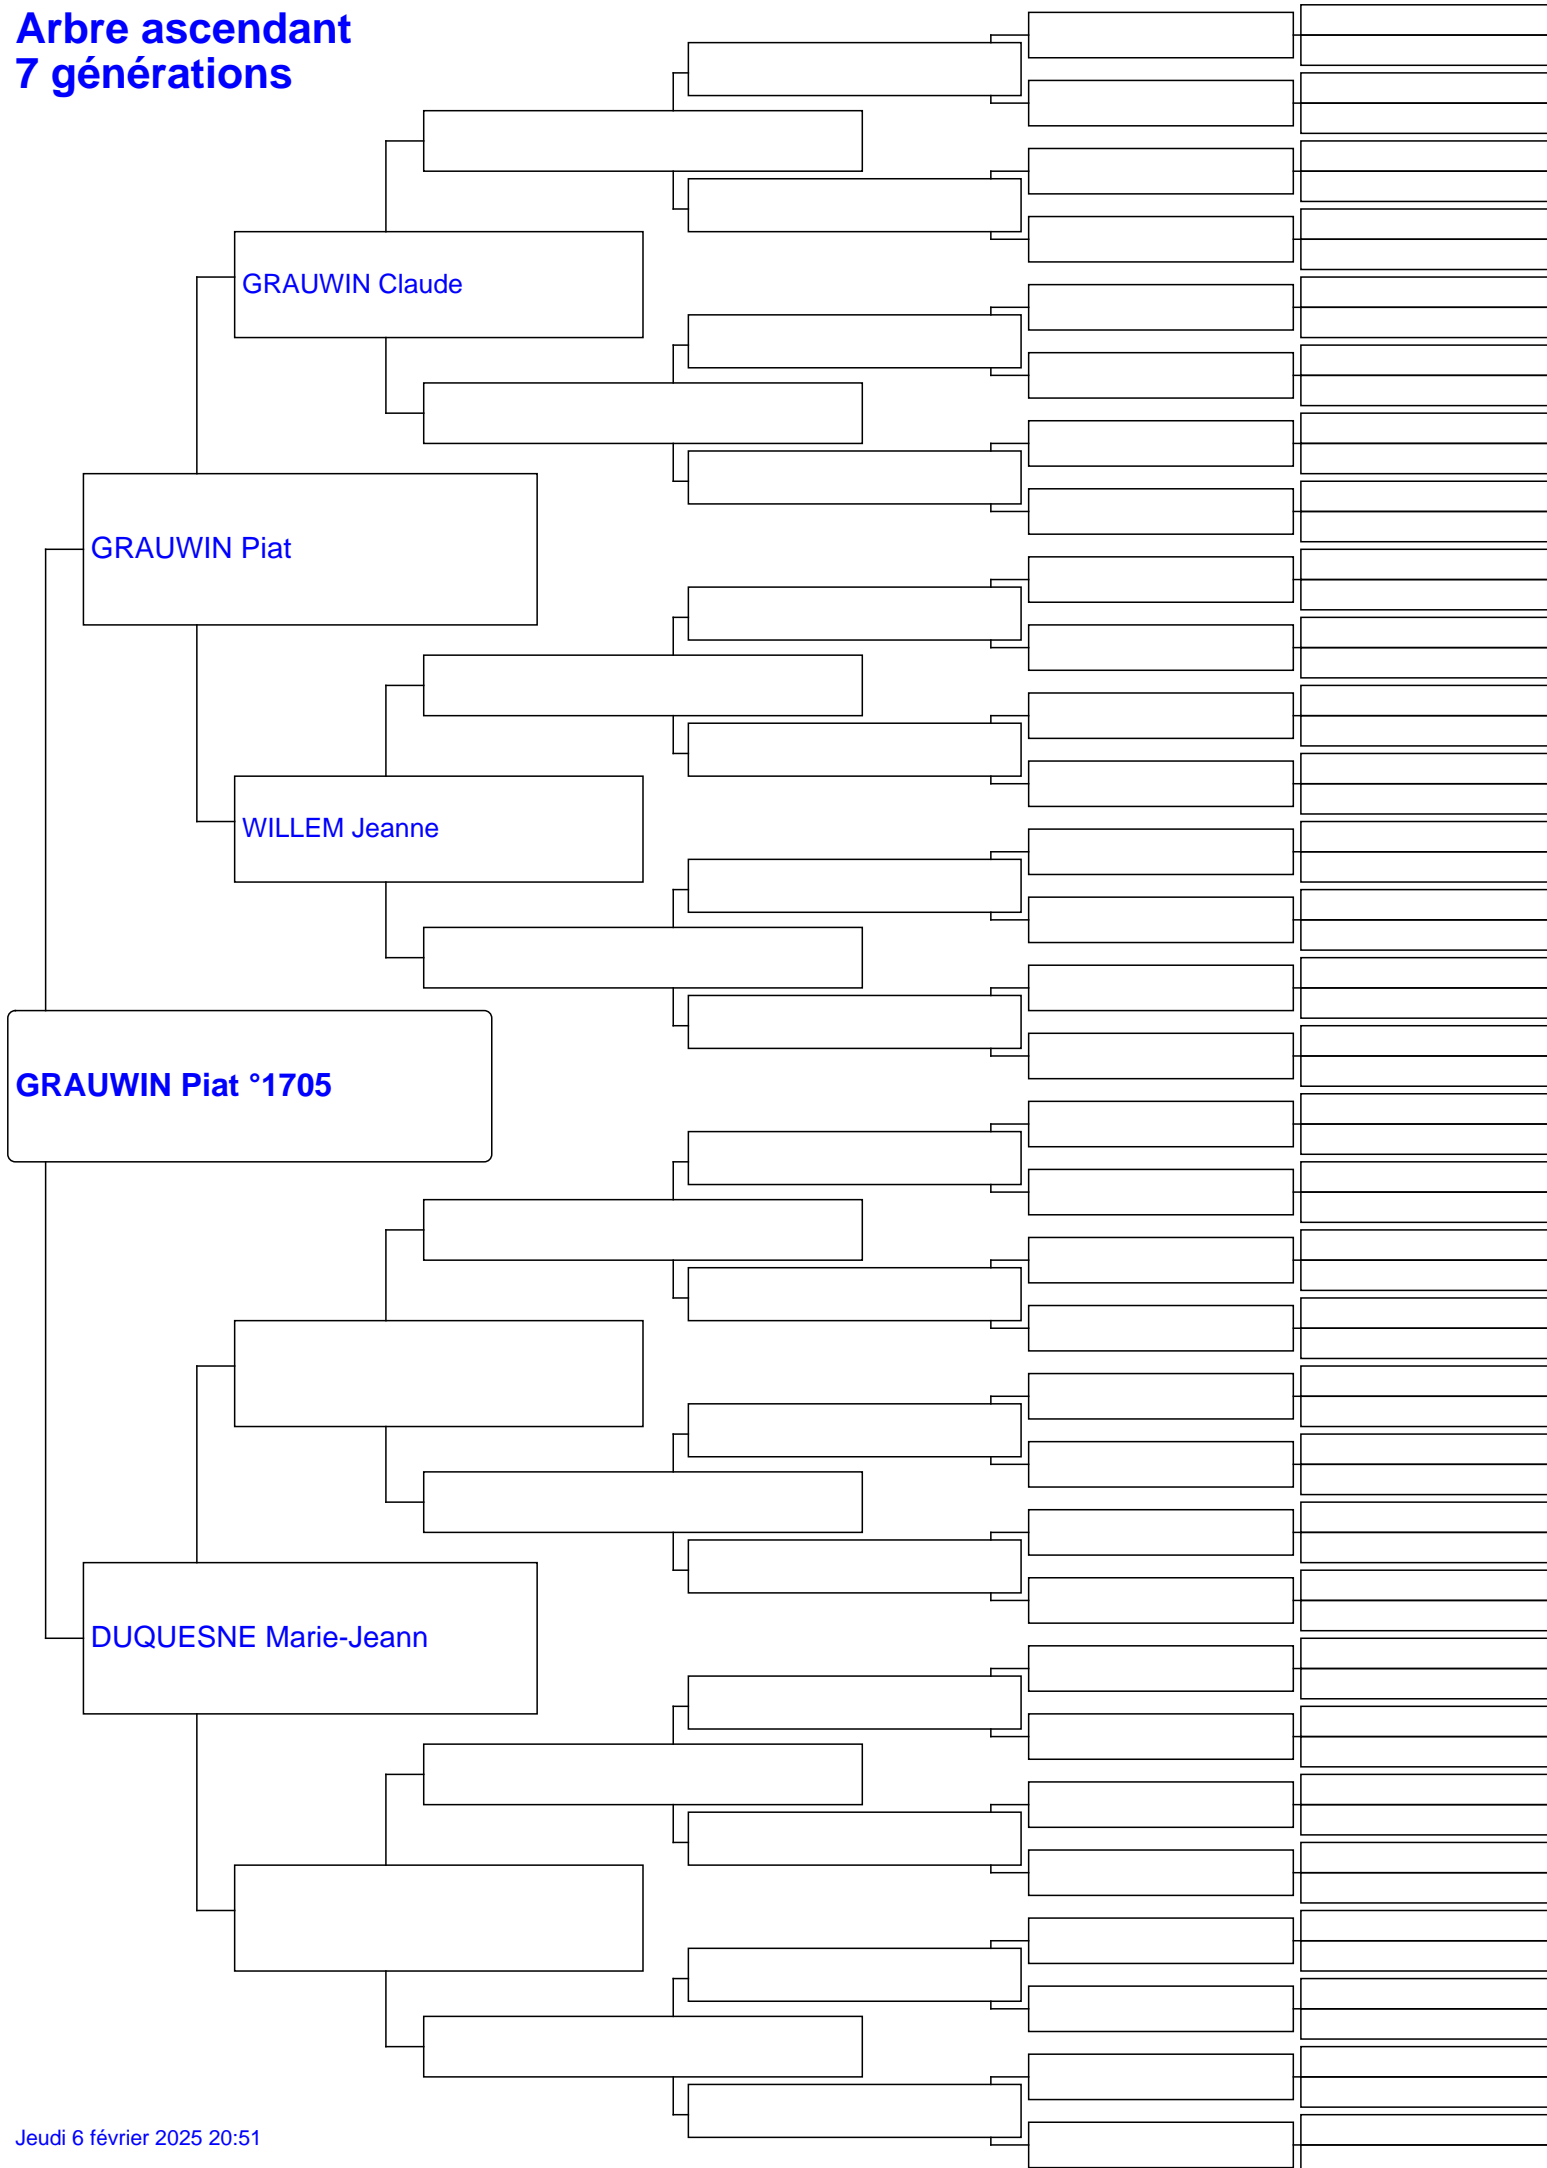 Arbre ascendant
7 générations
GRAUWIN Claude
GRAUWIN Piat
WILLEM Jeanne
GRAUWIN Piat °1705
DUQUESNE Marie-Jeann
Jeudi 6 février 2025 20:51